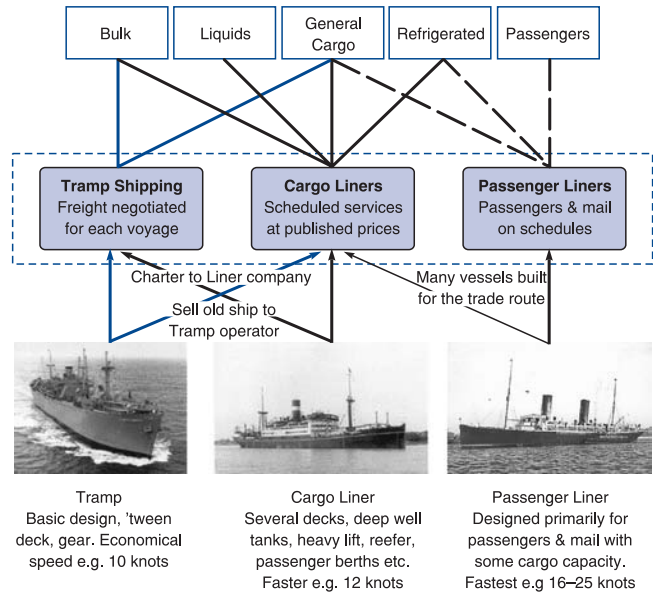 Bulk
Liquids
General
Cargo
Refrigerated
Passengers
Tramp Shipping
Freight negotiated
for each voyage
Cargo Liners
Scheduled services
at published prices
Passenger Liners
Passengers & mail
on schedules
Charter to Liner company
Sell old ship to
Tramp operator
Many vessels built
for the trade route
Tramp
Basic design, 'tween
deck, gear. Economical
speed e.g. 10 knots
Cargo Liner
Several decks, deep well
tanks, heavy lift, reefer,
passenger berths etc.
Faster e.g. 12 knots
Passenger Liner
Designed primarily for
passengers & mail with
some cargo capacity.
Fastest e.g 16–25 knots